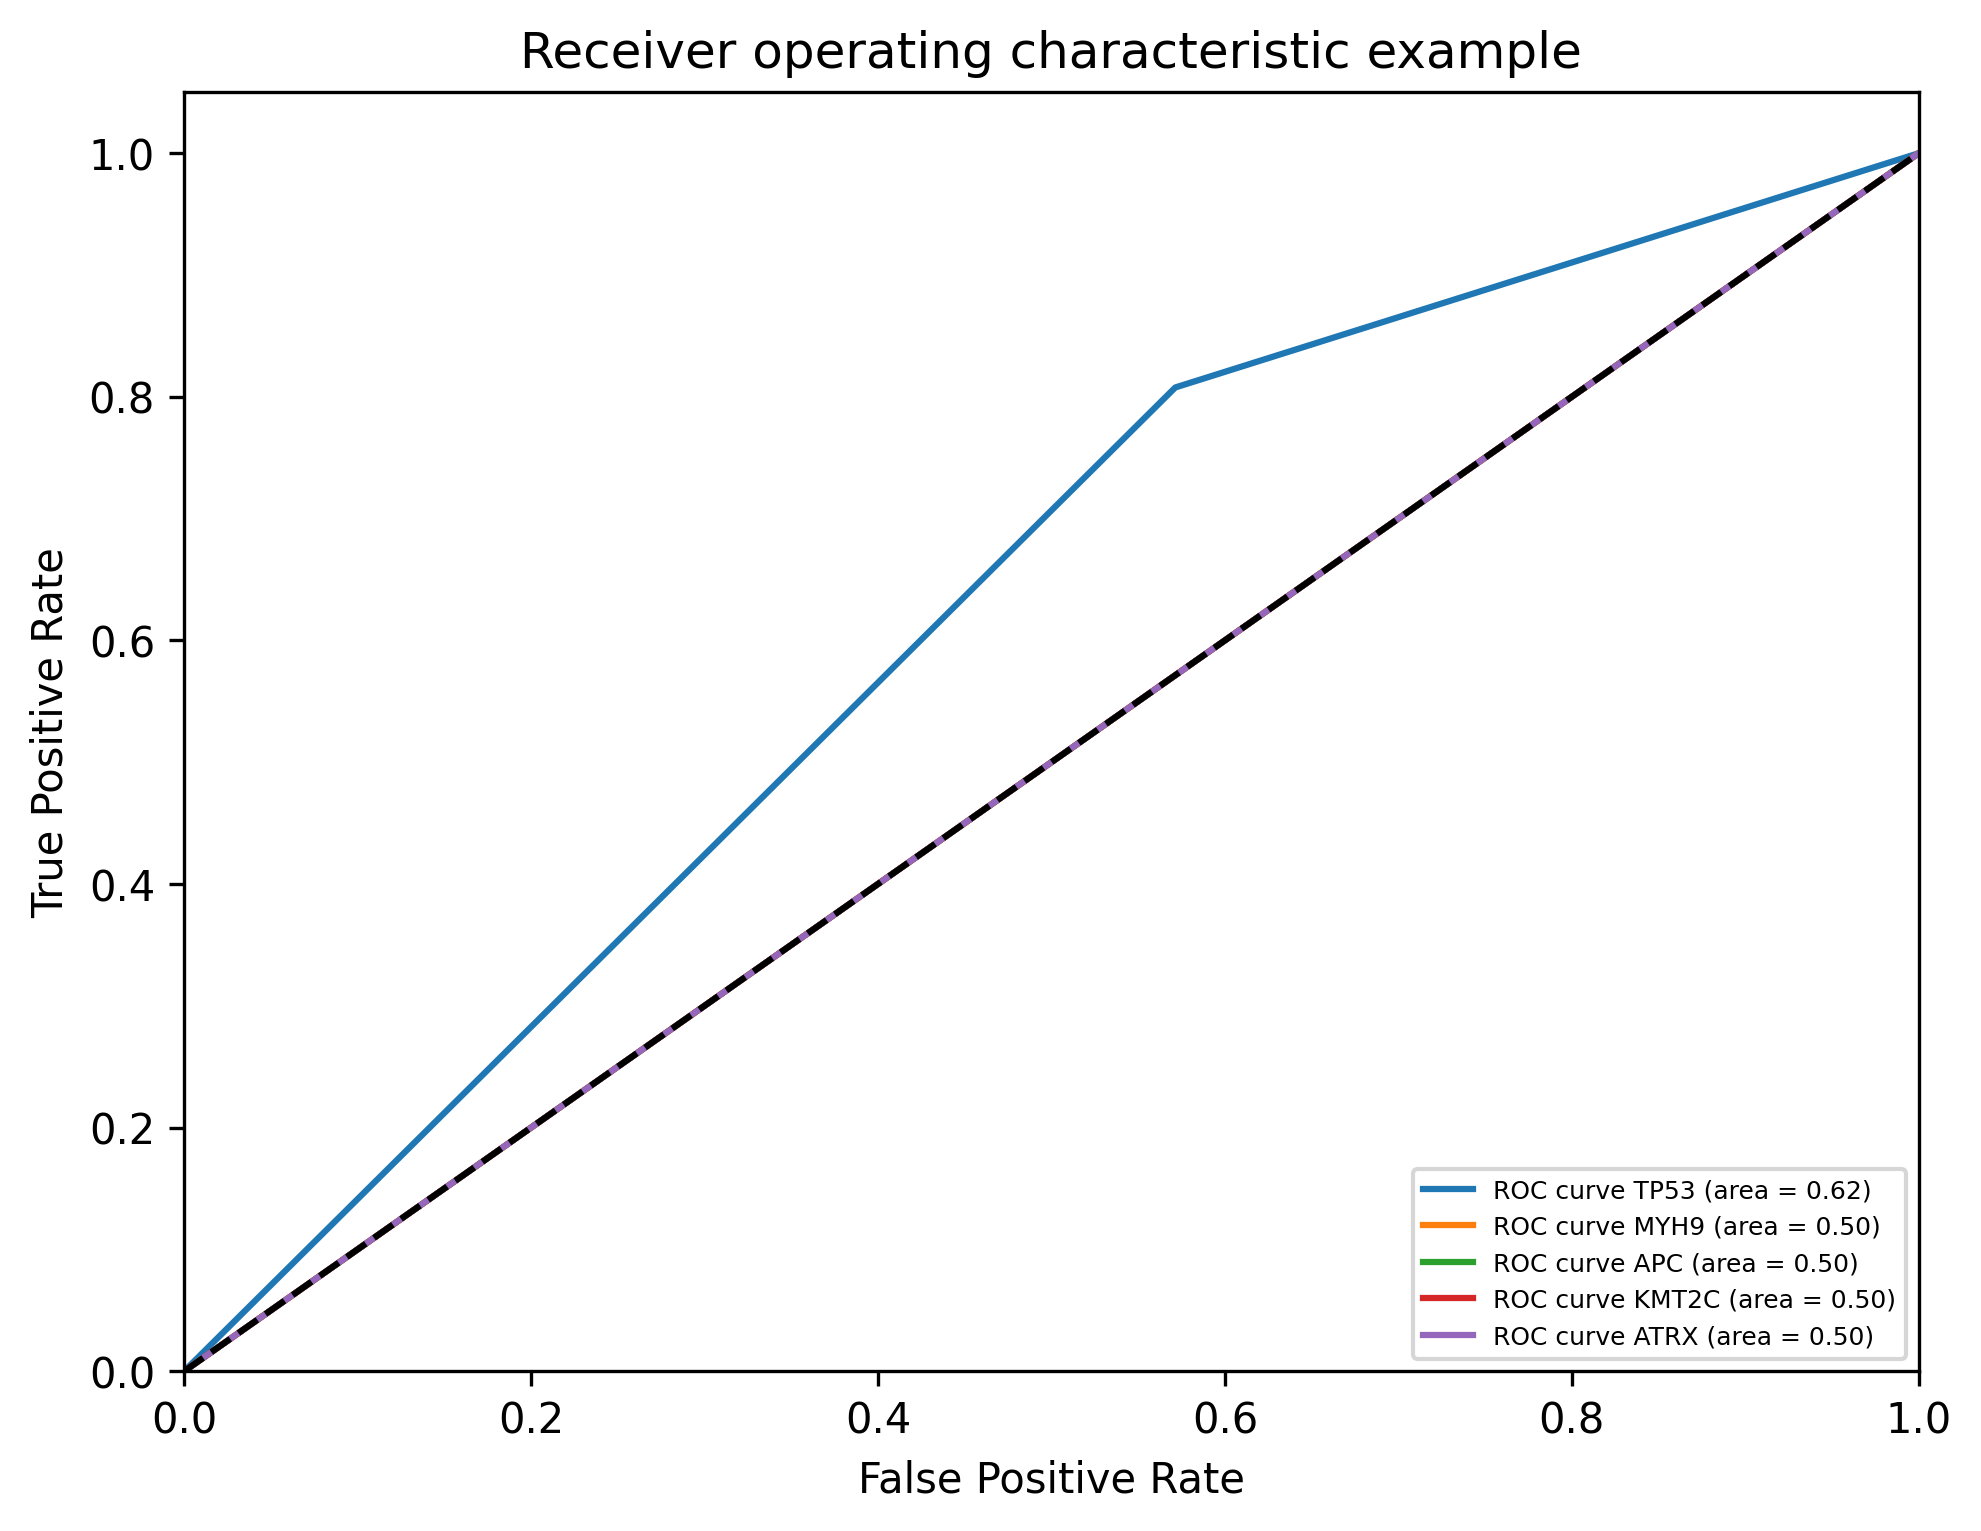 Receiver operating characteristic example
1.0
0.8
0.6
0.4
0.2
0.0
True Positive Rate
0.0 0.2 0.4 0.6 0.8 1.0
False Positive Rate
ROC curve TP53 (area = 0.62)
ROC curve MYH9 (area = 0.50)
ROC curve APC (area = 0.50)
ROC curve KMT2C (area = 0.50)
ROC curve ATRX (area = 0.50)